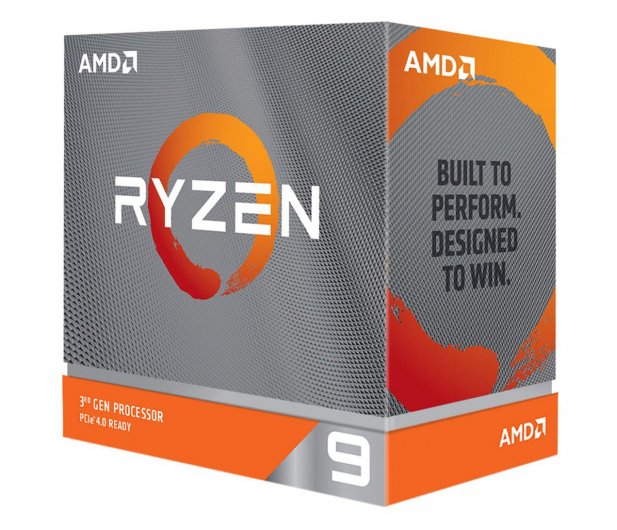 AMD
RYZEN
3RD GEN PROCESSOR
PCIe® 4.0 READY
9
AMD
BUILT TO
PERFORM.
DESIGNED
TO WIN.
AMD